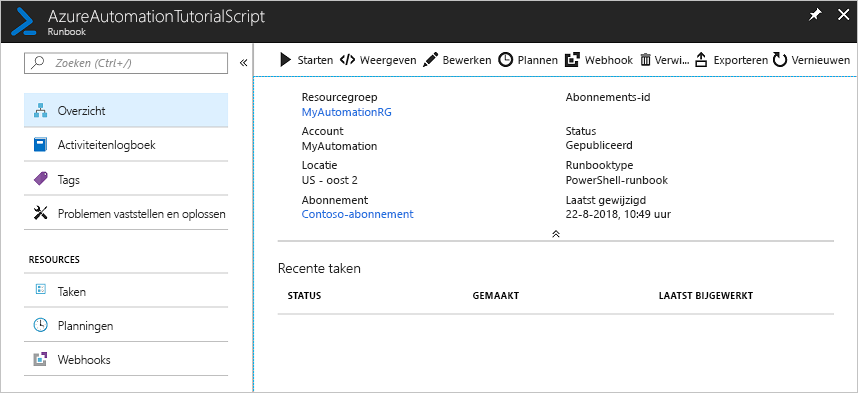 AzureAutomationTutorialScript
Runbook
Zoeken (Ctrl+/)
Overzicht
Activiteitenlogboek
Tags
Problemen vaststellen en oplossen
RESOURCES
Taken
Planningen
Webhooks
Starten Weergeven Bewerken Plannen Webhook Verwi... Exporteren Vernieuwen
Resourcegroep
MyAutomationRG
Account
MyAutomation
Locatie
US - oost 2
Abonnement
Contoso-abonnement
Abonnements-id
Status
Gepubliceerd
Runbooktype
PowerShell-runbook
Laatst gewijzigd
22-8-2018, 10:49 uur
Recente taken
STATUS GEMAAKT LAATST BIJGEWERKT